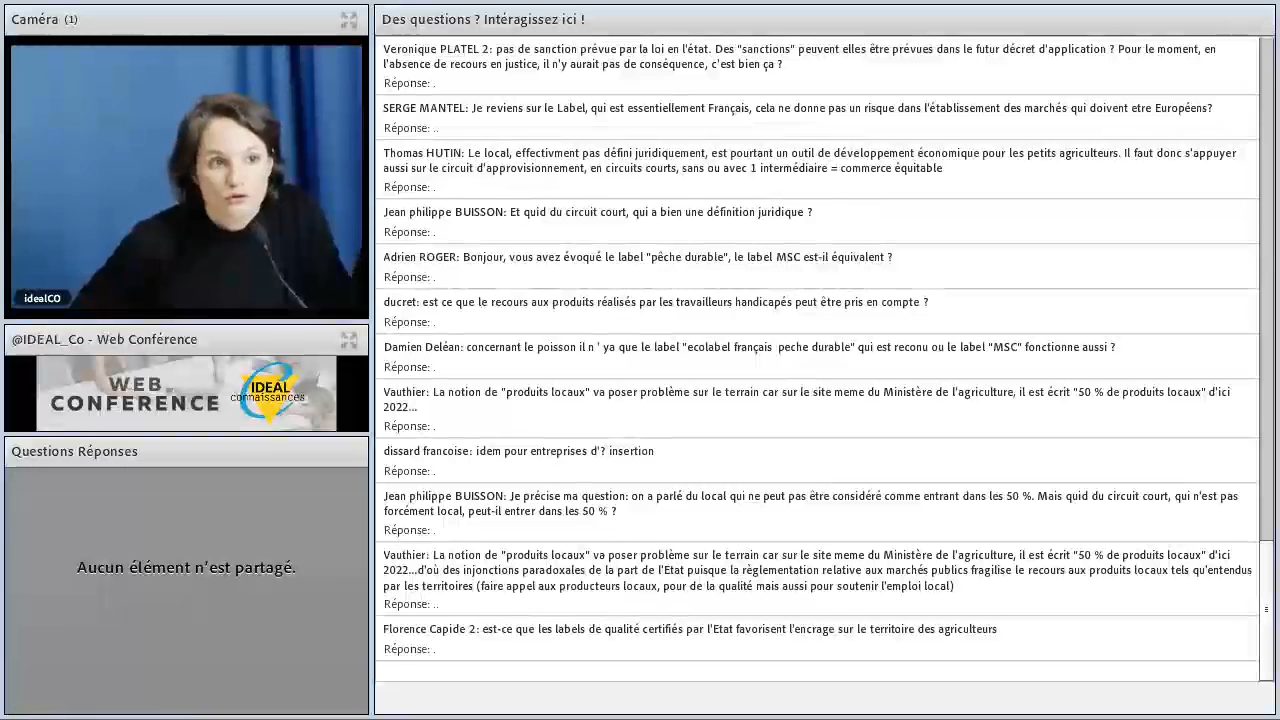 Caméra (1)
idealCO
@IDEAL_Co - Web Conférence
WEB
CONFERENCE
IDEAL
connaissances
Questions Réponses
Aucun élément n'est partagé.
Des questions ? Intéragissez ici !
Veronique PLATEL 2: pas de sanction prévue par la loi en l'état. Des "sanctions" peuvent elles être prévues dans le futur décret d'application ? Pour le moment, en
l'absence de recours en justice, il n'y aurait pas de conséquence, c'est bien ça ?
Réponse: .
SERGE MANTEL: Je reviens sur le Label, qui est essentiellement Français, cela ne donne pas un risque dans l'établissement des marchés qui doivent etre Européens?
Réponse: ..
Thomas HUTIN: Le local, effectivment pas défini juridiquement, est pourtant un outil de développement économique pour les petits agriculteurs. Il faut donc s'appuyer
aussi sur le circuit d'approvisionnement, en circuits courts, sans ou avec 1 intermédiaire = commerce équitable
Réponse: .
Jean philippe BUISSON: Et quid du circuit court, qui a bien une définition juridique ?
Réponse: .
Adrien ROGER: Bonjour, vous avez évoqué le label "pêche durable", le label MSC est-il équivalent ?
Réponse: .
ducret: est ce que le recours aux produits réalisés par les travailleurs handicapés peut être pris en compte ?
Réponse: .
Damien Deléan: concernant le poisson il n ' ya que le label "ecolabel français peche durable" qui est reconu ou le label "MSC" fonctionne aussi ?
Réponse: .
Vauthier: La notion de "produits locaux" va poser problème sur le terrain car sur le site meme du Ministère de l'agriculture, il est écrit "50 % de produits locaux" d'ici
2022...
Réponse: .
dissard francoise: idem pour entreprises d'? insertion
Réponse: .
Jean philippe BUISSON: Je précise ma question: on a parlé du local qui ne peut pas être considéré comme entrant dans les 50 %. Mais quid du circuit court, qui n'est pas
forcément local, peut-il entrer dans les 50 % ?
Réponse: .
Vauthier: La notion de "produits locaux" va poser problème sur le terrain car sur le site meme du Ministère de l'agriculture, il est écrit "50 % de produits locaux" d'ici
2022...d'où des injonctions paradoxales de la part de l'Etat puisque la règlementation relative aux marchés publics fragilise le recours aux produits locaux tels qu'entendus
par les territoires (faire appel aux producteurs locaux, pour de la qualité mais aussi pour soutenir l'emploi local)
Réponse: ..
Florence Capide 2: est-ce que les labels de qualité certifiés par l'Etat favorisent l'encrage sur le territoire des agriculteurs
Réponse: .